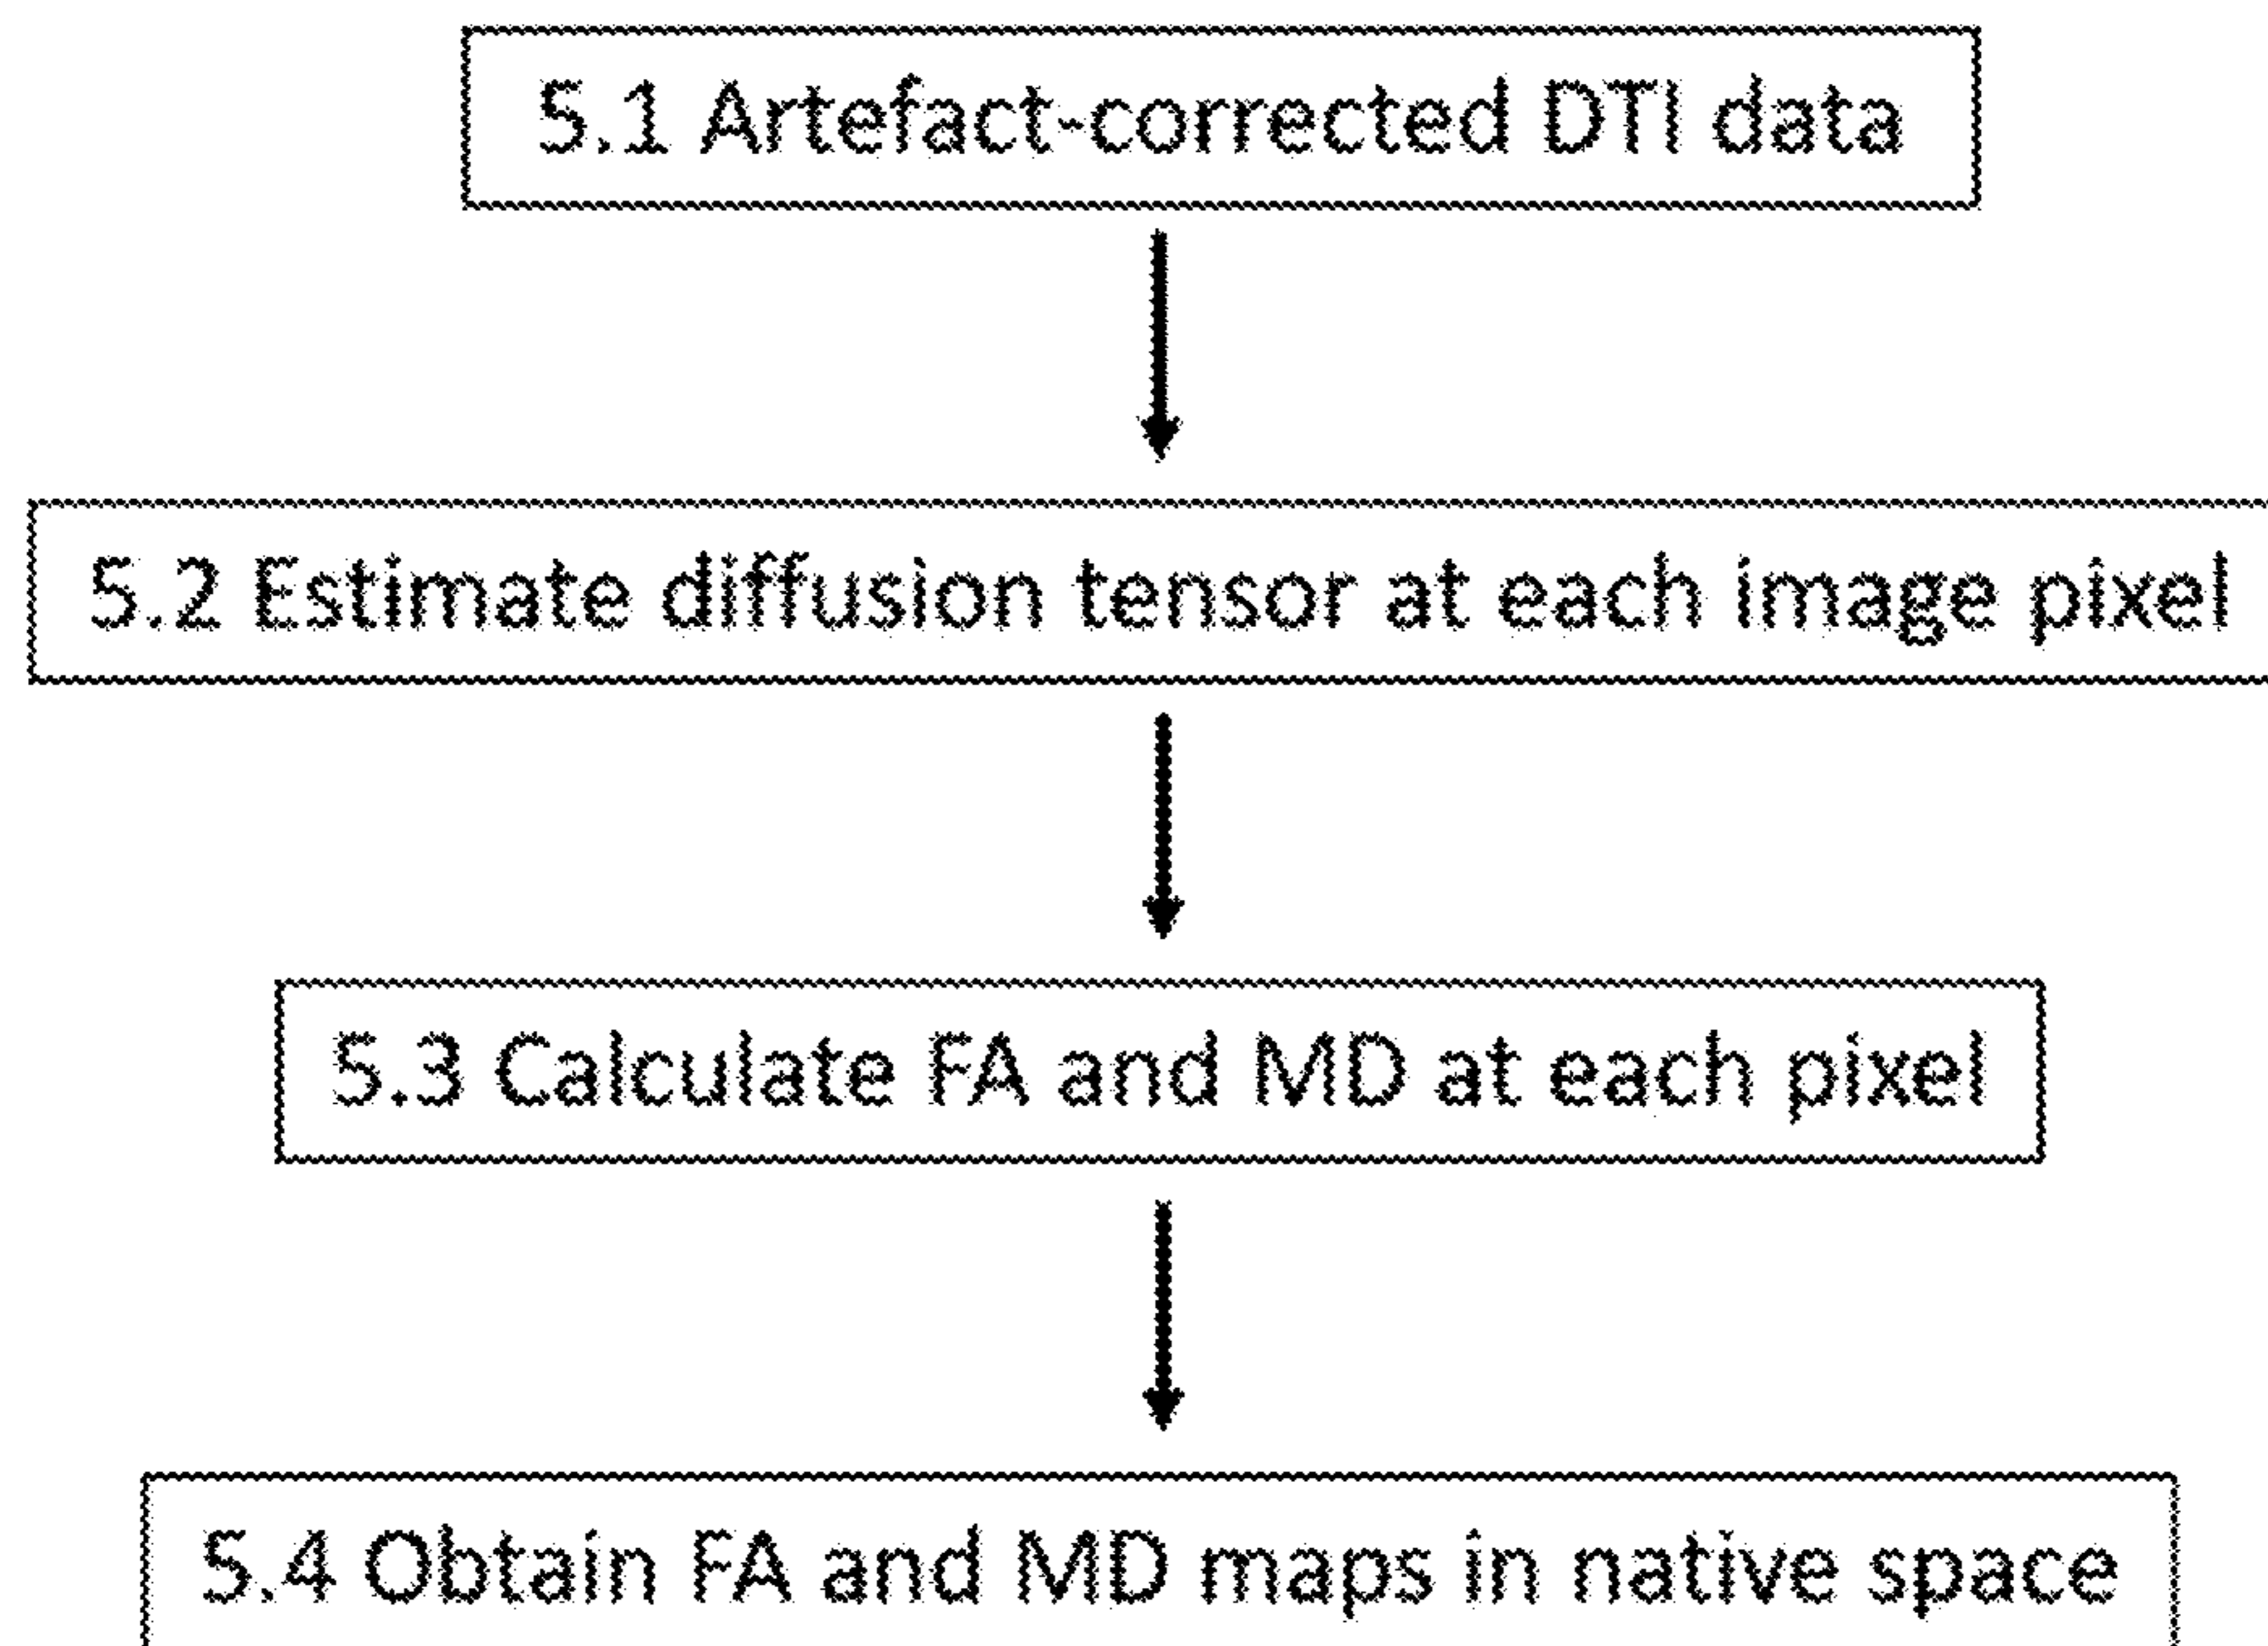 5.1 Artefact-corrected DTI data
5.2 Estimate diffusion tensor at each image pixel
5.3 Calculate FA and MD at each pixel
5.4 Obtain FA and MD maps in native space